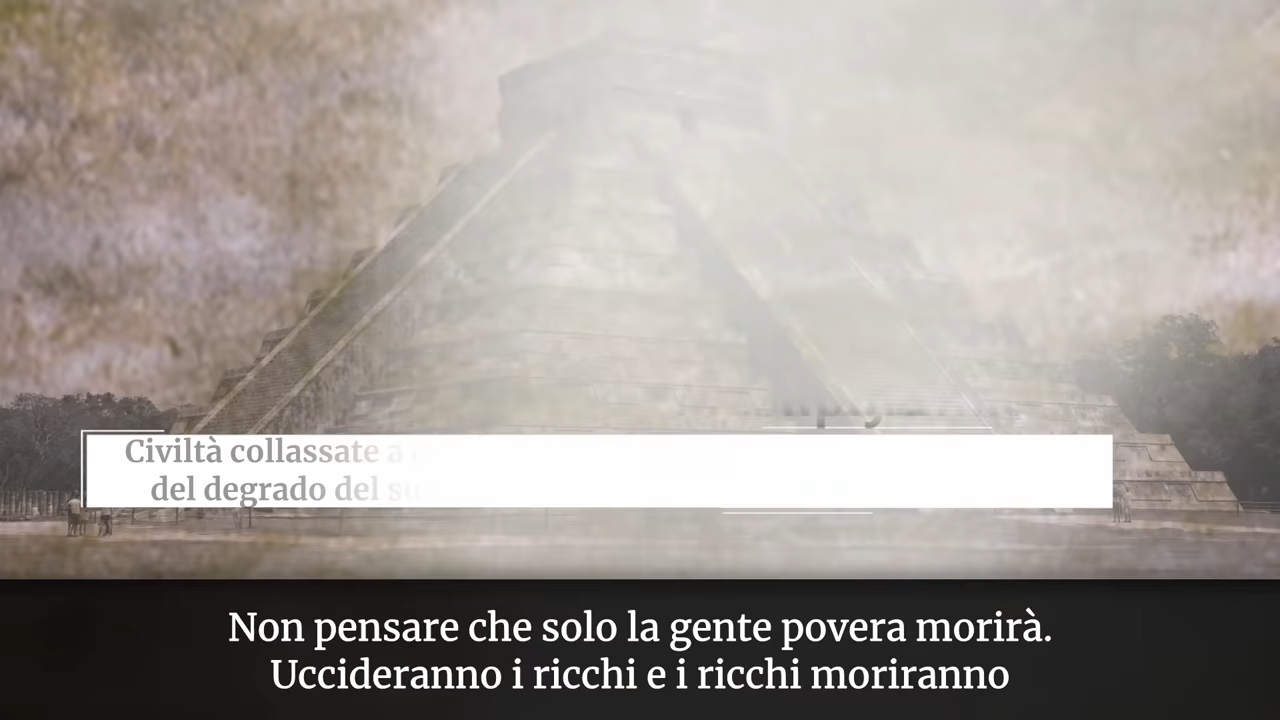 Civiltà collassate a
del degrado del
Non pensare che solo la gente povera morirà.
Uccideranno i ricchi e i ricchi moriranno